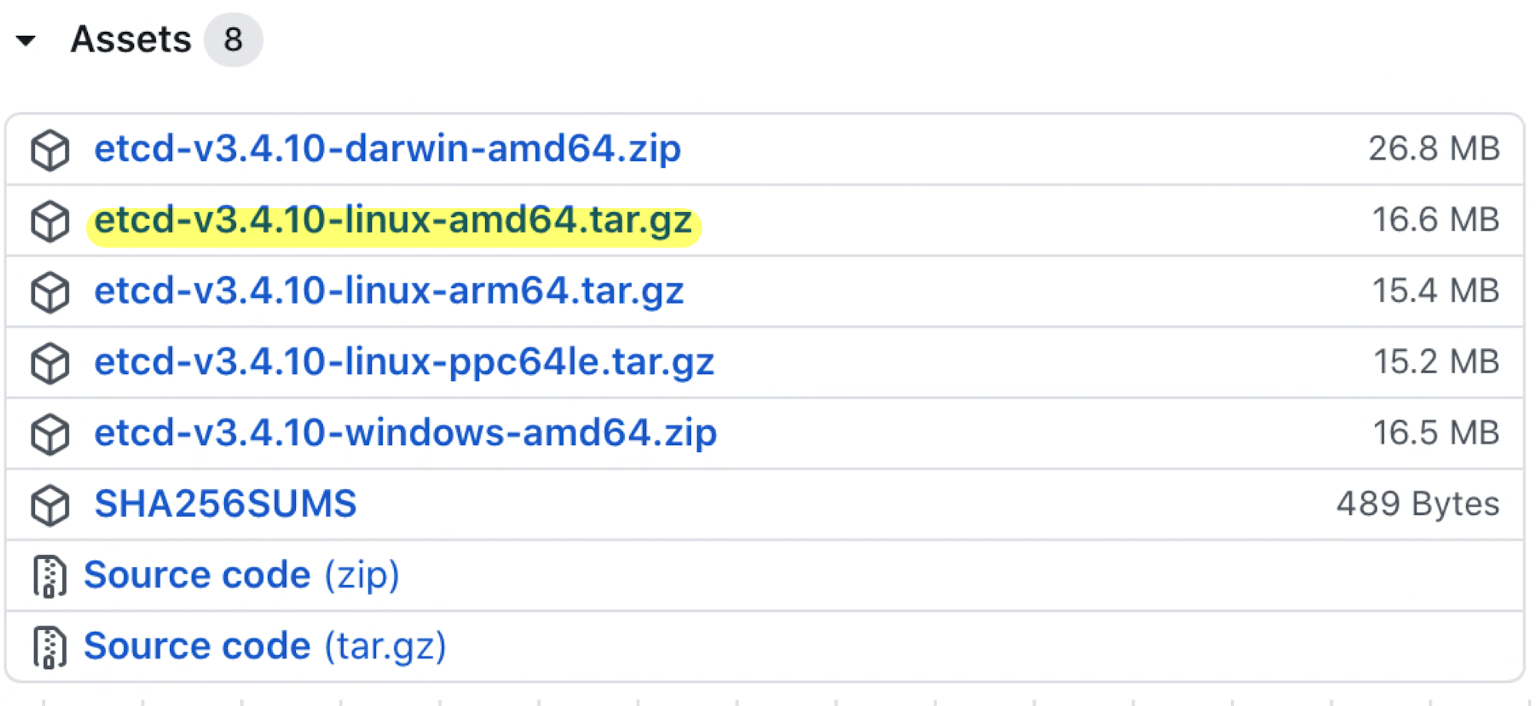 Assets 8
etcd-v3.4.10-darwin-amd64.zip 26.8 MB
etcd-v3.4.10-linux-amd64.tar.gz 16.6 MB
etcd-v3.4.10-linux-arm64.tar.gz 15.4 MB
etcd-v3.4.10-linux-ppc64le.tar.gz 15.2 MB
etcd-v3.4.10-windows-amd64.zip 16.5 MB
SHA256SUMS 489 Bytes
Source code (zip)
Source code (tar.gz)